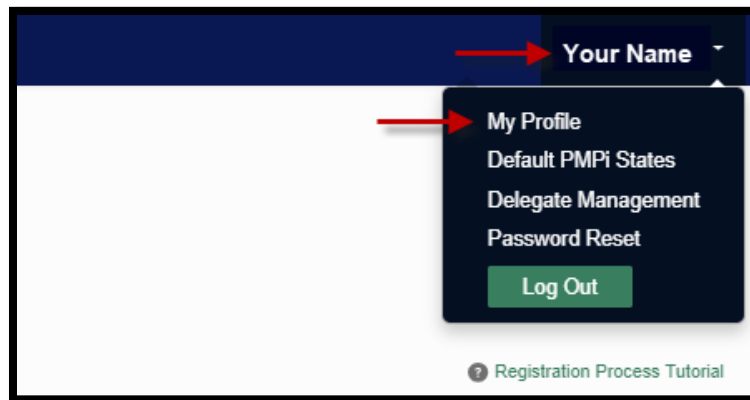 Your Name
My Profile
Default PMPi States
Delegate Management
Password Reset
Log Out
? Registration Process Tutorial